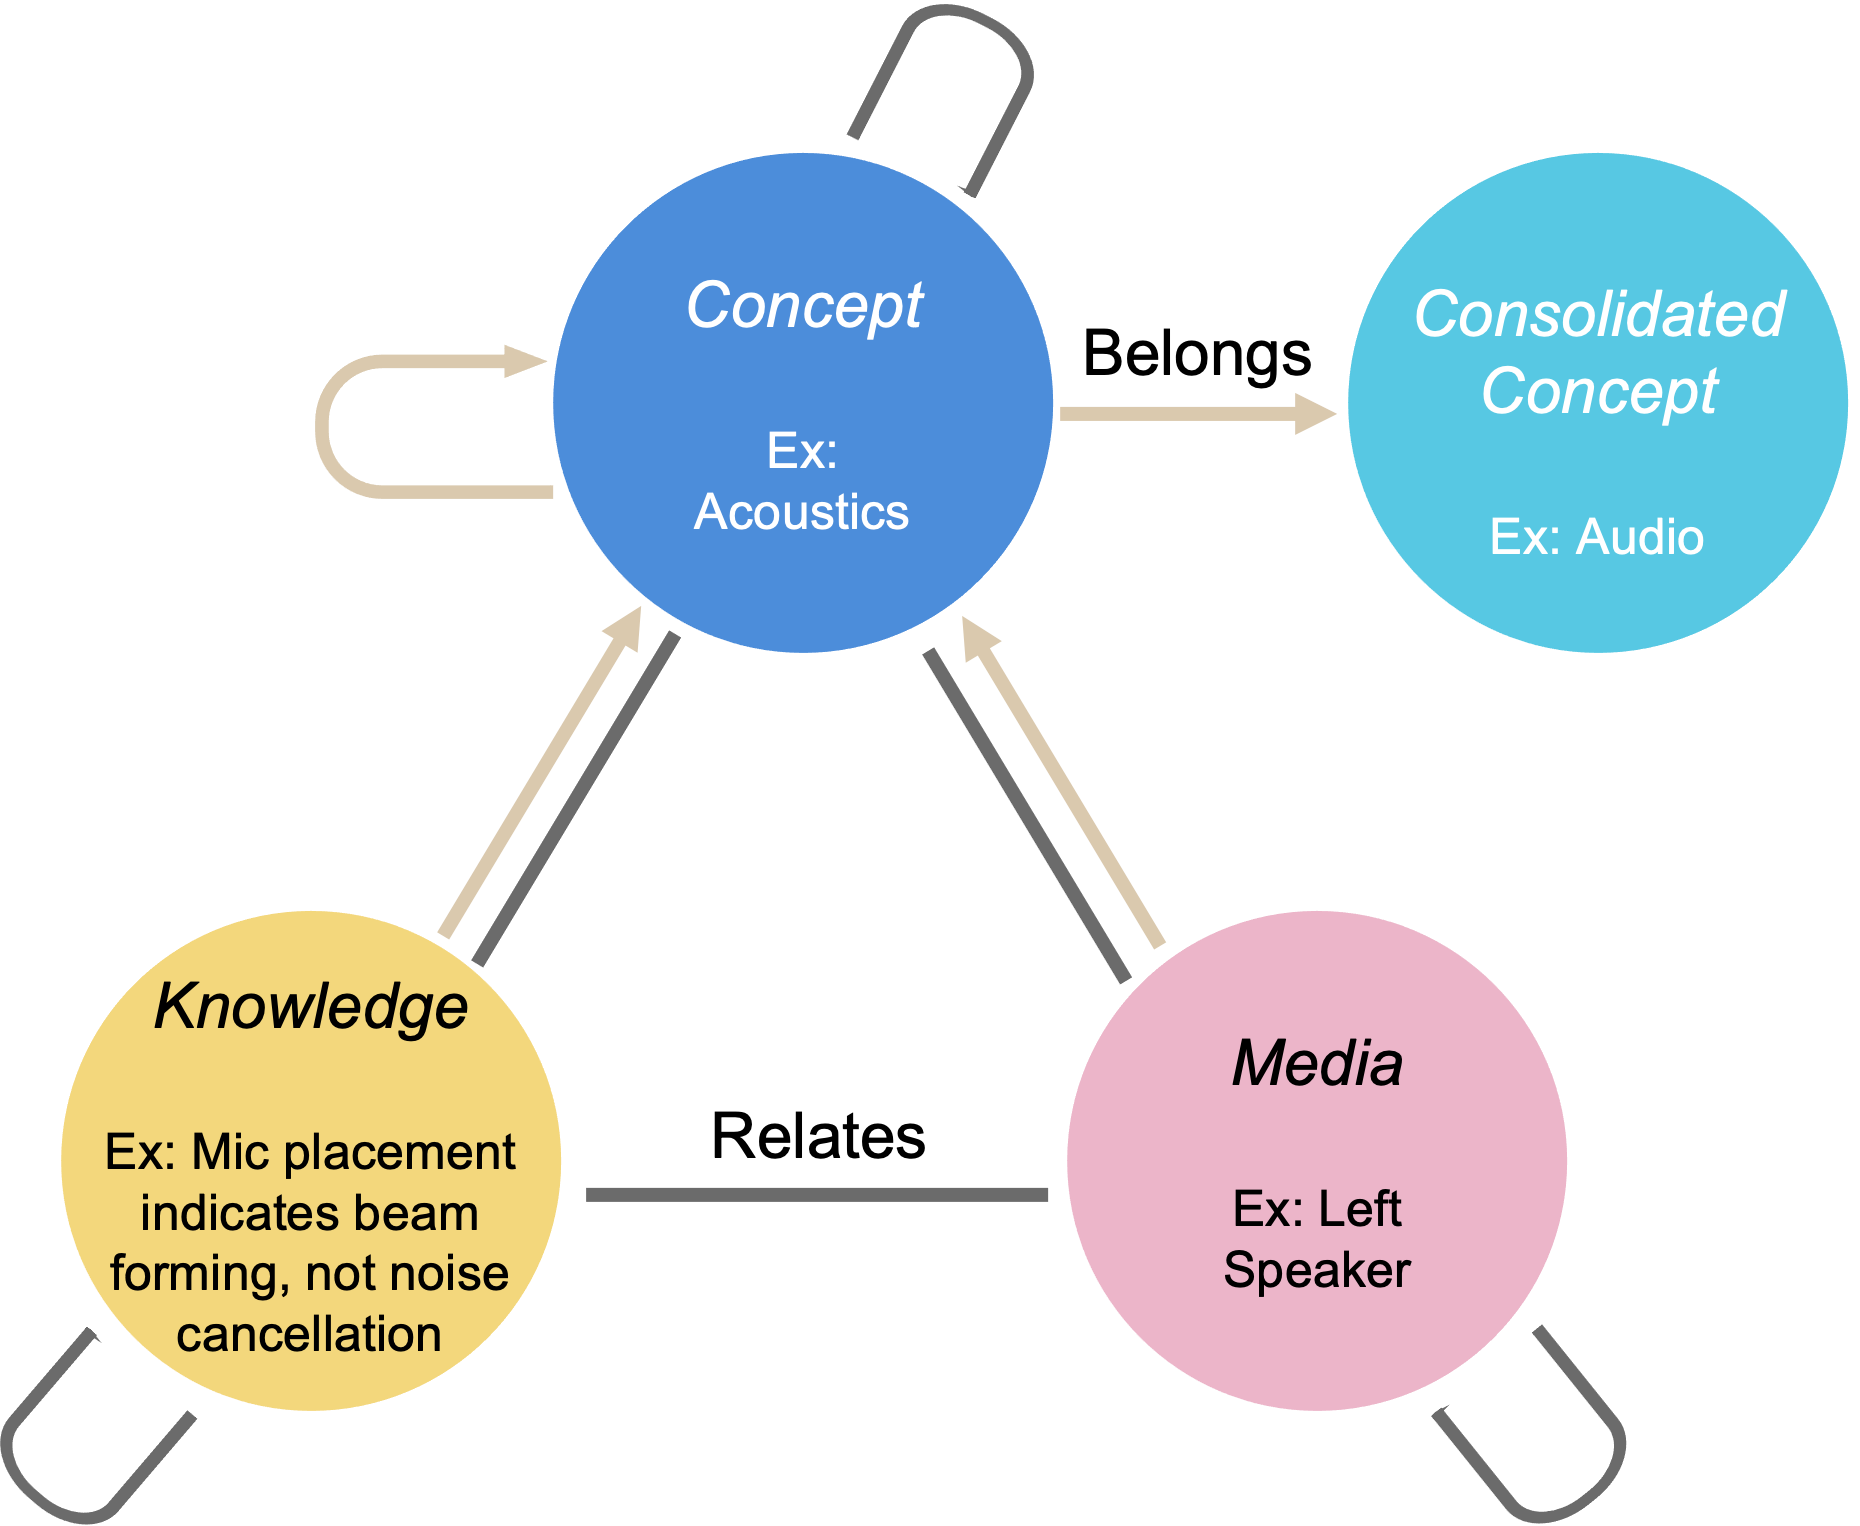 Concept
Ex:
Acoustics
Belongs
Consolidated
Concept
Ex: Audio
Knowledge
Ex: Mic placement
indicates beam
forming, not noise
cancellation
Relates
Media
Ex: Left
Speaker